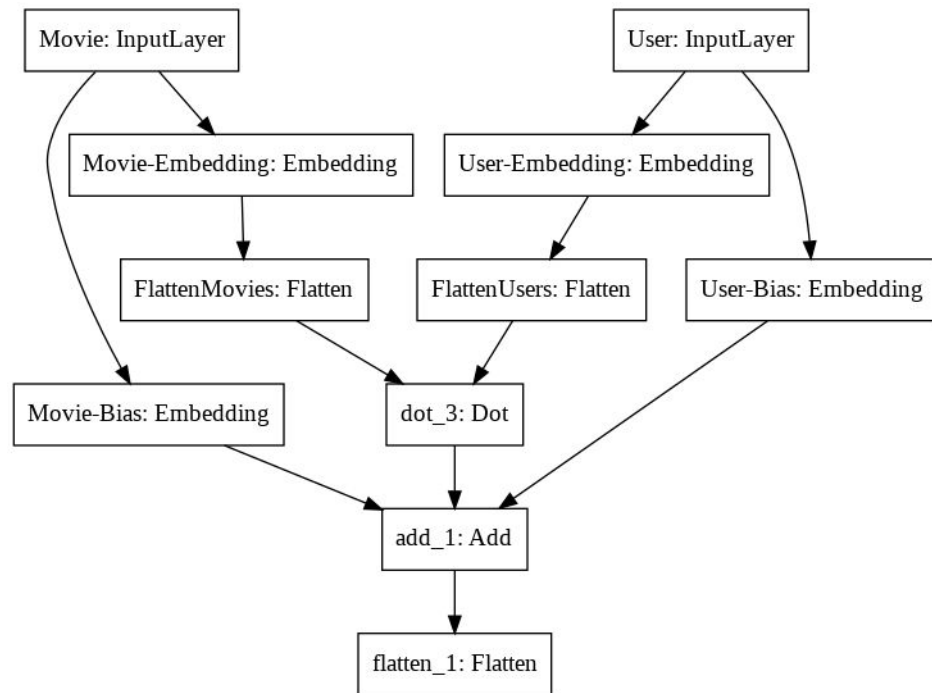 Movie: InputLayer
User: InputLayer
Movie-Embedding: Embedding
User-Embedding: Embedding
FlattenMovies: Flatten
FlattenUsers: Flatten
User-Bias: Embedding
Movie-Bias: Embedding
dot_3: Dot
add_1: Add
flatten_1: Flatten